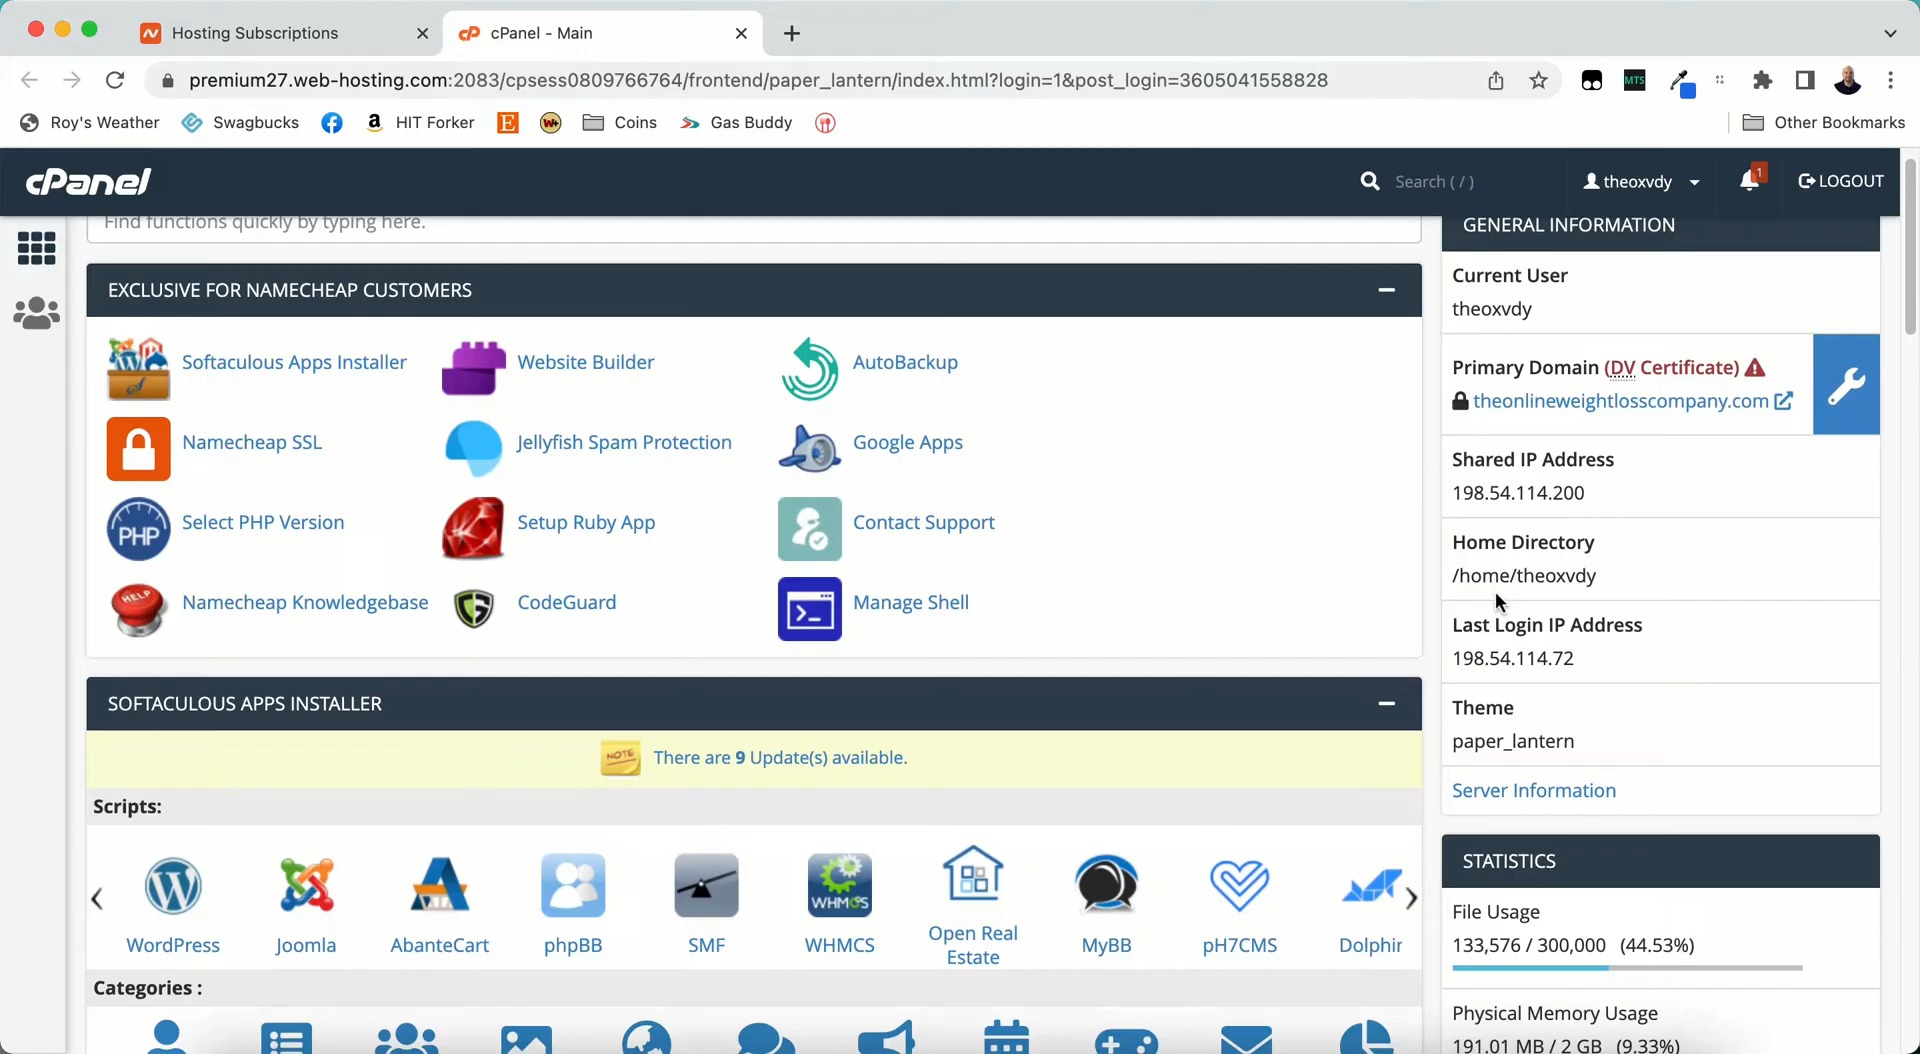 Hosting Subscriptions
cPanel - Main
premium27.web-hosting.com:2083/cpsess0809766764/frontend/paper_lantern/index.html?login=1&post_login=3605041558828
MTS
Roy's Weather
Swagbucks
HIT Forker
E
W+
Coins
Gas Buddy
Other Bookmarks
cPanel
Search ( / )
theoxvdy
1
LOGOUT
Find functions quickly by typing here.
EXCLUSIVE FOR NAMECHEAP CUSTOMERS
Softaculous Apps Installer
Website Builder
AutoBackup
Namecheap SSL
Jellyfish Spam Protection
Google Apps
PHP
Select PHP Version
Setup Ruby App
Contact Support
HELP
Namecheap Knowledgebase
CodeGuard
Manage Shell
SOFTACULOUS APPS INSTALLER
NOTE
There are 9 Update(s) available.
Scripts:
WHMCS
WordPress
Joomla
AbanteCart
phpBB
SMF
WHMCS
Open Real
Estate
MyBB
pH7CMS
Dolphin
Categories :
GENERAL INFORMATION
Current User
theoxvdy
Primary Domain (DV Certificate)
theonlineweightlosscompany.com
Shared IP Address
198.54.114.200
Home Directory
/home/theoxvdy
Last Login IP Address
198.54.114.72
Theme
paper_lantern
Server Information
STATISTICS
File Usage
133,576 / 300,000 (44.53%)
Physical Memory Usage
191.01 MB / 2 GB (9.33%)